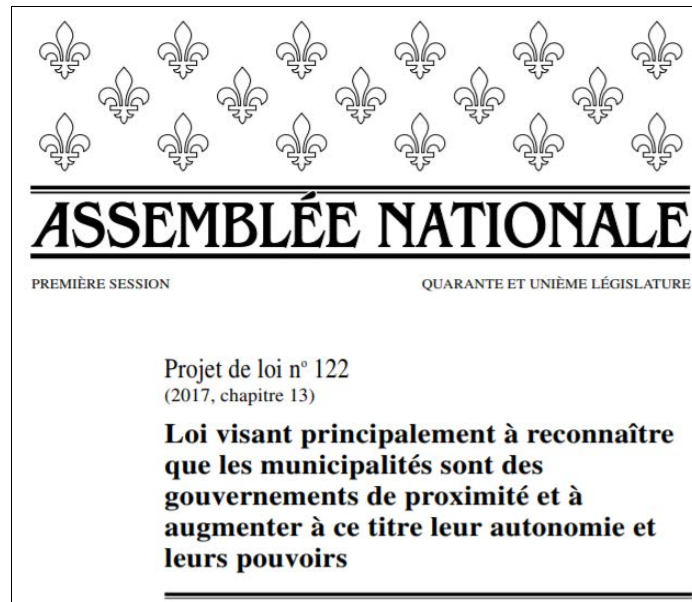 ASSEMBLÉE NATIONALE
PREMIÈRE SESSION QUARANTE ET UNIÈME LÉGISLATURE
Projet de loi nº 122
(2017, chapitre 13)
Loi visant principalement à reconnaître
que les municipalités sont des
gouvernements de proximité et à
augmenter à ce titre leur autonomie et
leurs pouvoirs